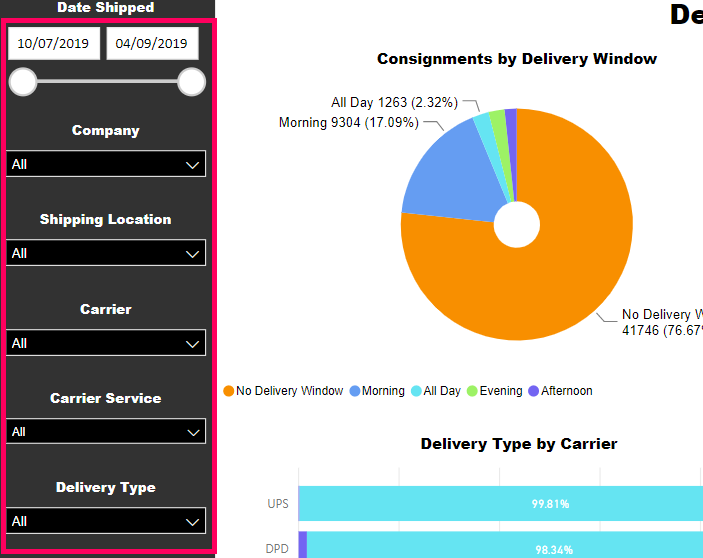 Date Shipped
10/07/2019 04/09/2019
Company
All
Shipping Location
All
Carrier
All
Carrier Service
All
Delivery Type
All
De
Consignments by Delivery Window
All Day 1263 (2.32%)
Morning 9304 (17.09%)
No Delivery W
41746 (76.67%
No Delivery Window Morning All Day Evening Afternoon
Delivery Type by Carrier
UPS 99.81%
DPD 98.34%